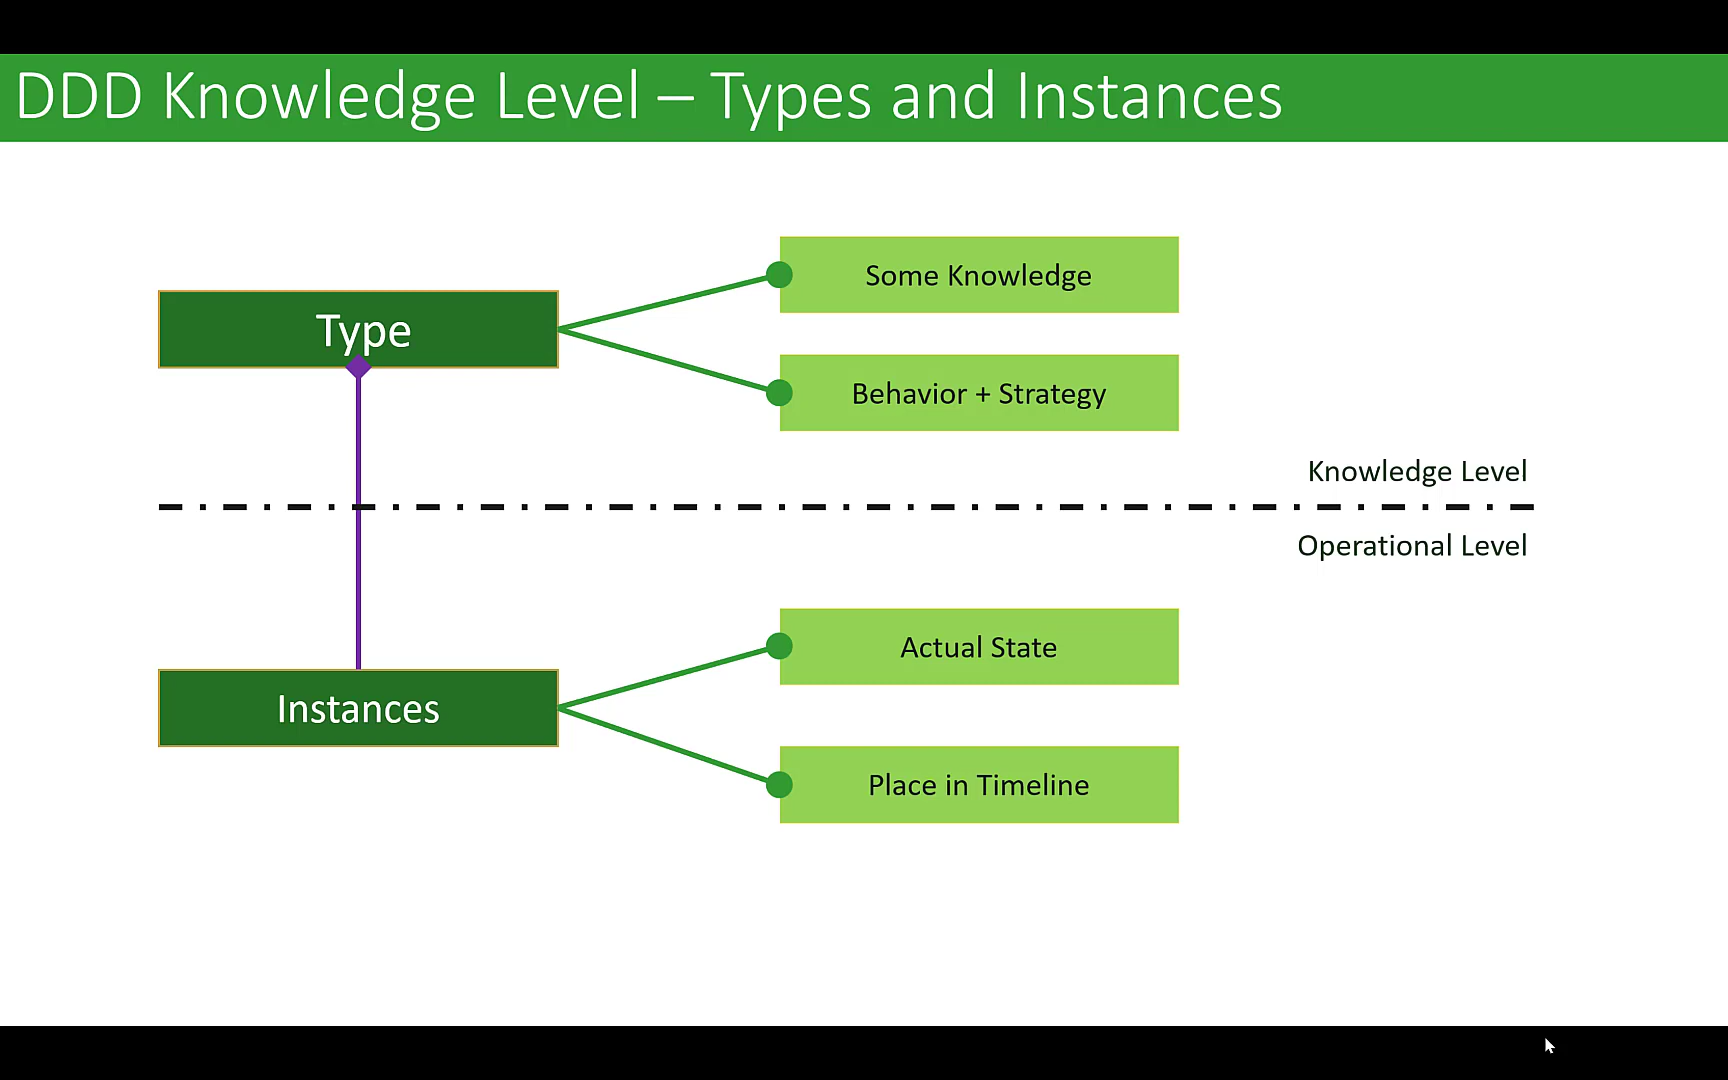 DDD Knowledge Level – Types and Instances
Type
Some Knowledge
Behavior + Strategy
Knowledge Level
Operational Level
Instances
Actual State
Place in Timeline